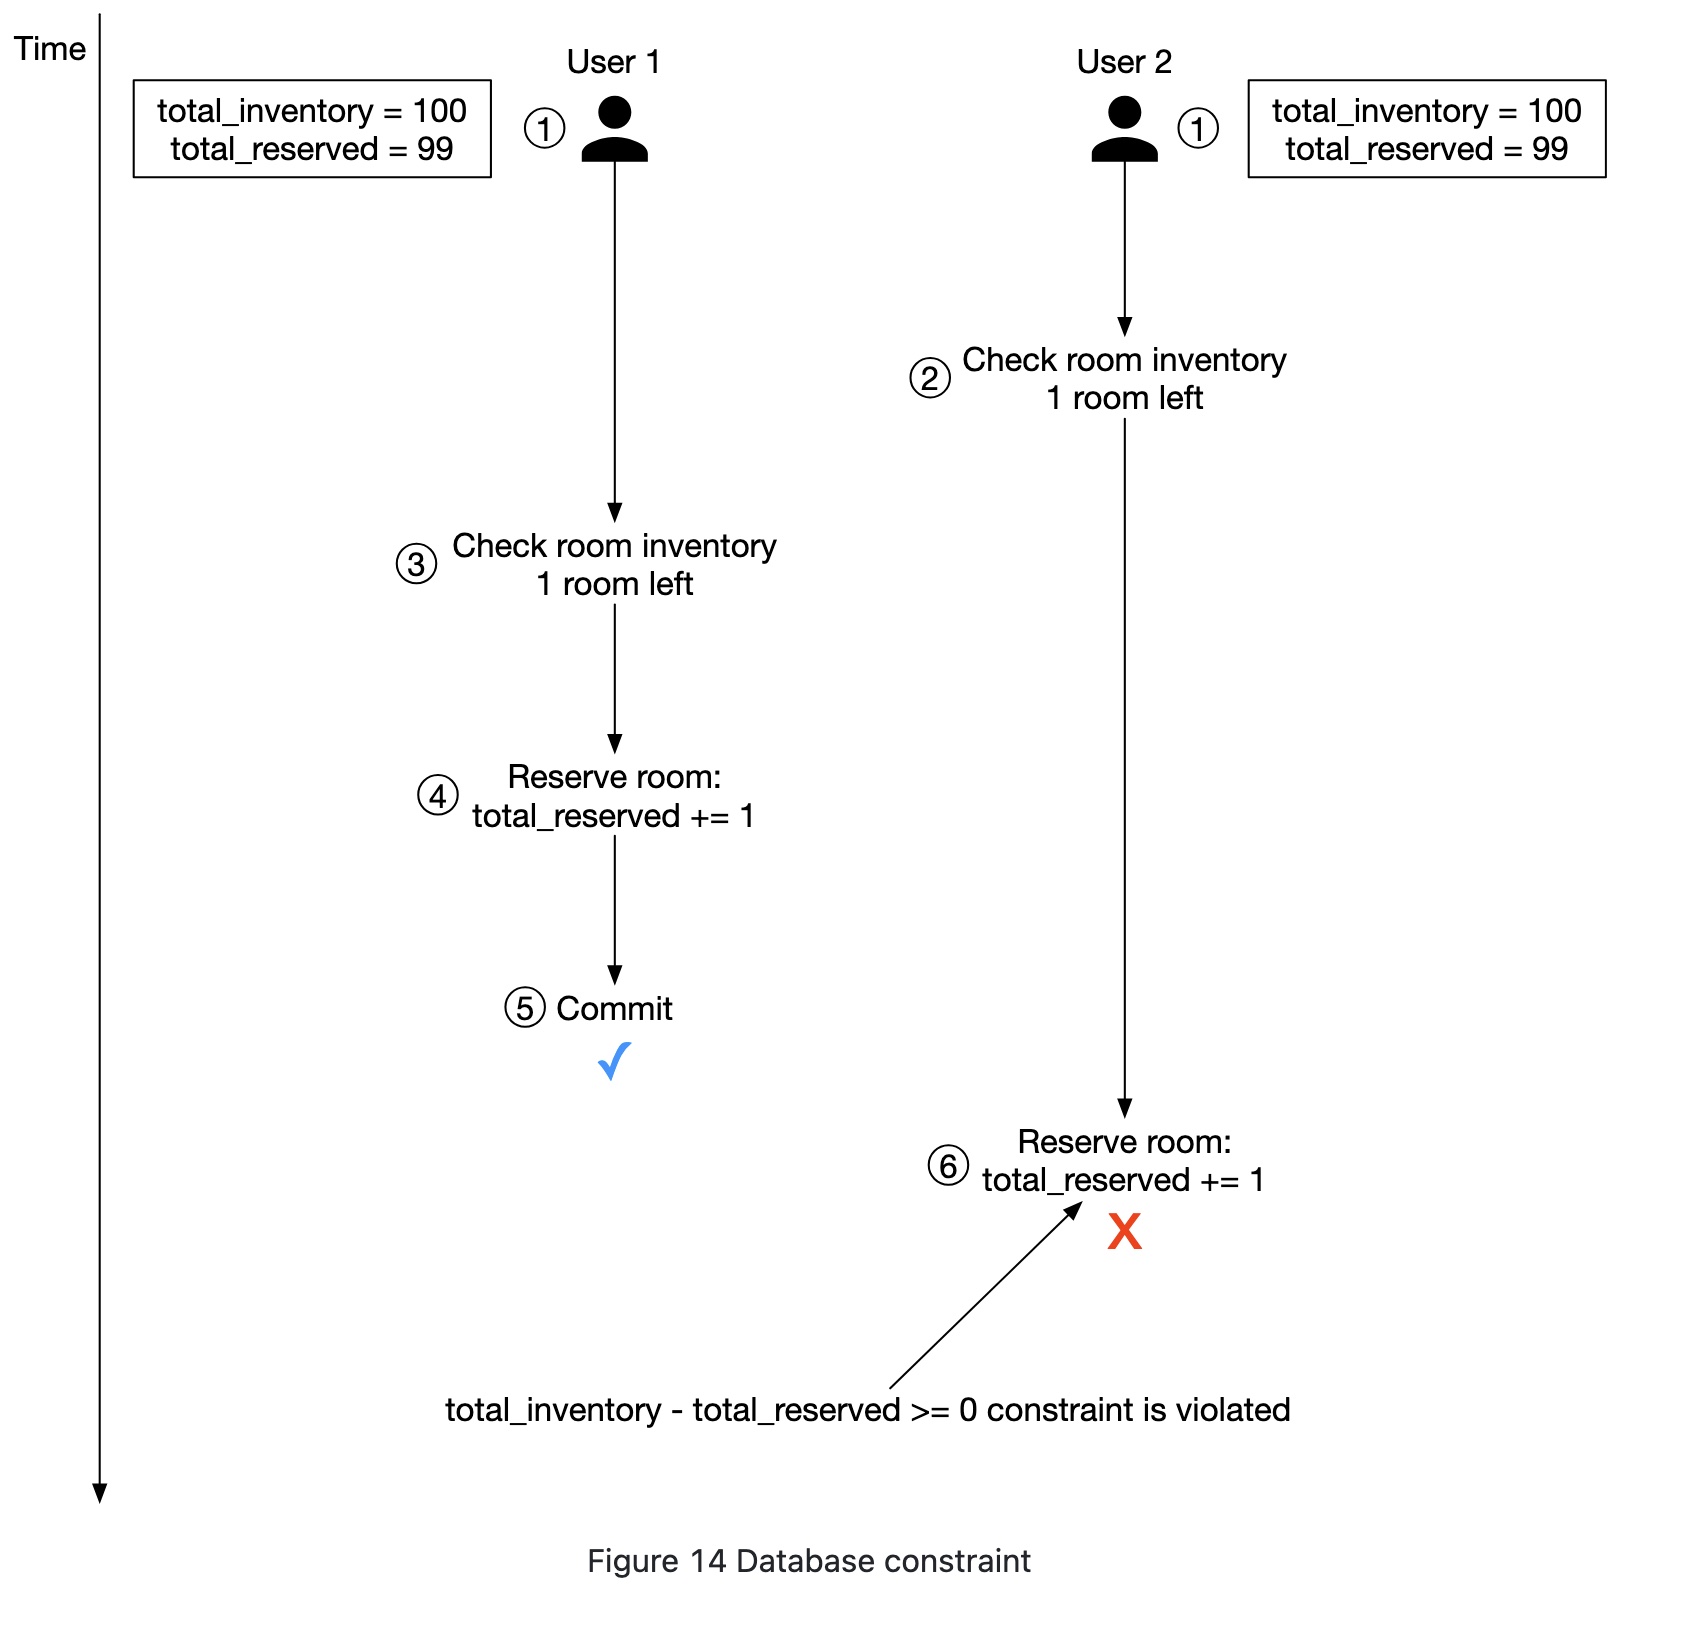 Time
User 1
User 2
total_inventory = 100
total_reserved = 99
1
1
total_inventory = 100
total_reserved = 99
2
Check room inventory
1 room left
3
Check room inventory
1 room left
4
Reserve room:
total_reserved += 1
5 Commit
6
Reserve room:
total_reserved += 1
X
total_inventory - total_reserved >= 0 constraint is violated
Figure 14 Database constraint